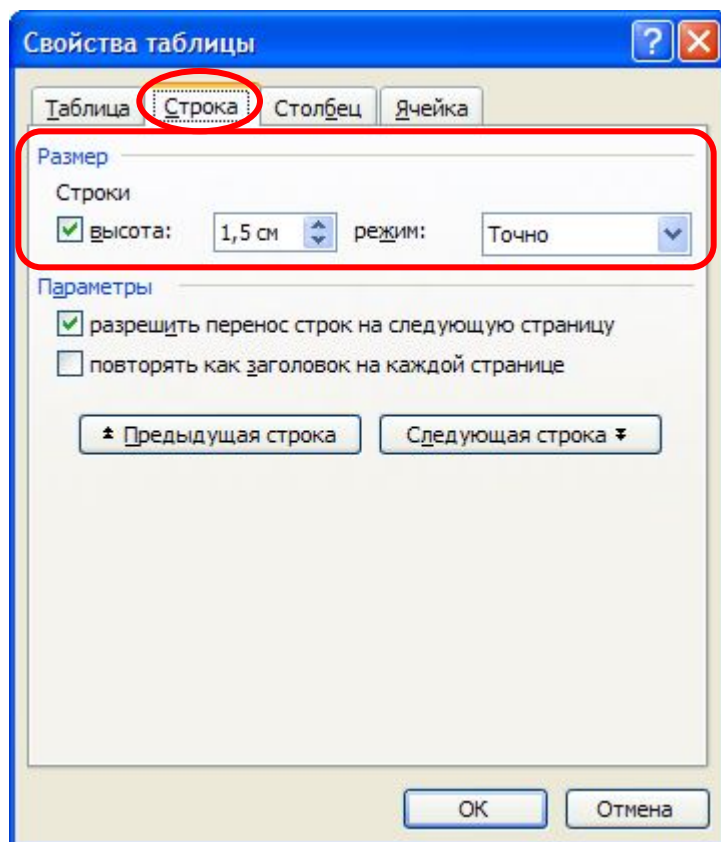 Свойства таблицы
Таблица Строка Столбец Ячейка
Размер
Строки
высота: 1,5 см режим: Точно
Параметры
разрешить перенос строк на следующую страницу
повторять как заголовок на каждой странице
Предыдущая строка Следующая строка
ОК Отмена